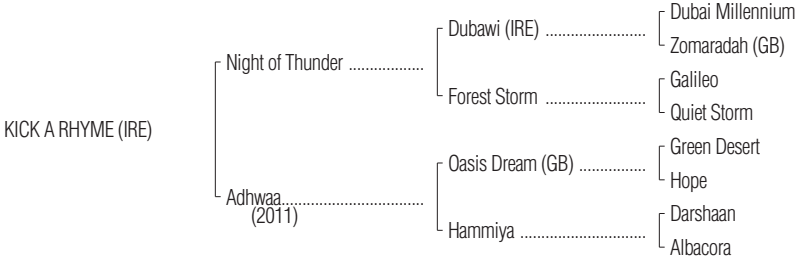 Dubai Millennium
Dubawi (IRE) ........................
Zomaradah (GB)
Night of Thunder ..................
Galileo
Forest Storm ........................
Quiet Storm
KICK A RHYME (IRE)
Green Desert
Oasis Dream (GB) ................
Hope
Adhwaa..................................
(2011)
Darshaan
Hammiya ..............................
Albacora